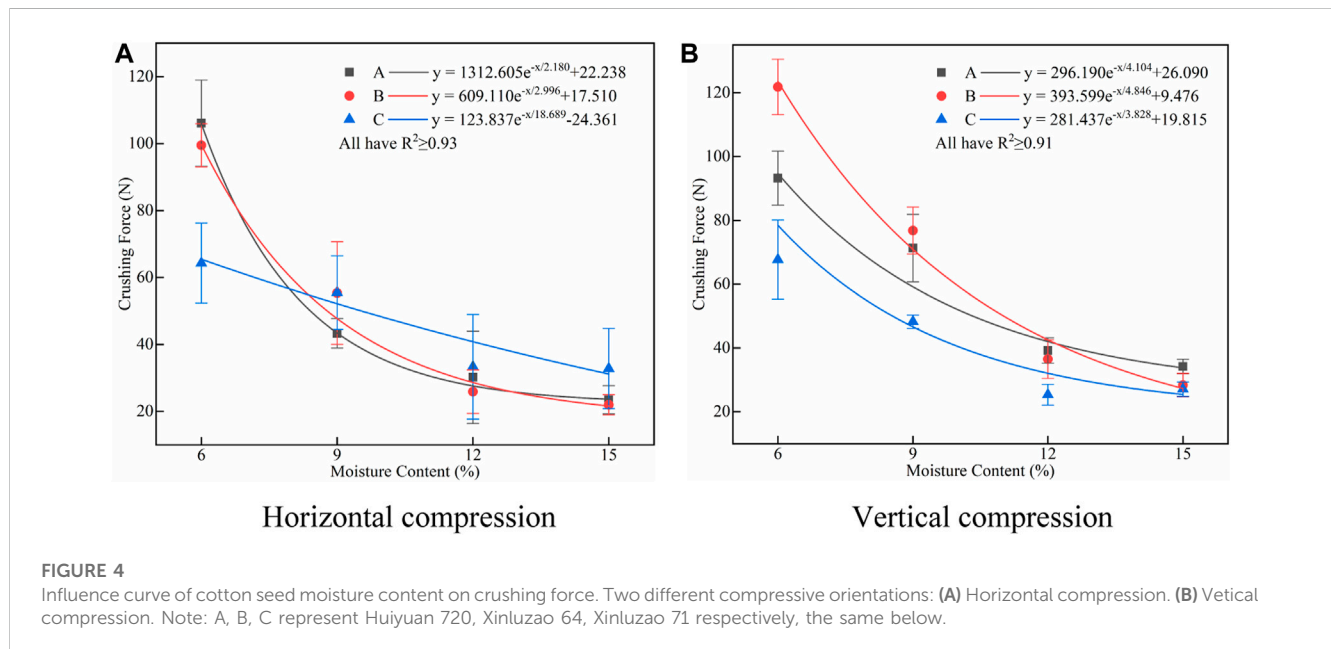 A
120
100
80
60
40
20
Crushing Force (N)
6 9 12 15
Moisture Content (%)
A y = 1312.605e^-x/2.180+22.238
B y = 609.110e^-x/2.996+17.510
C y = 123.837e^-x/18.689-24.361
All have R²≥0.93
Horizontal compression
B
120
100
80
60
40
20
Crushing Force (N)
6 9 12 15
Moisture Content (%)
A y = 296.190e^-x/4.104+26.090
B y = 393.599e^-x/4.846+9.476
C y = 281.437e^-x/3.828+19.815
All have R²≥0.91
Vertical compression
FIGURE 4
Influence curve of cotton seed moisture content on crushing force. Two different compressive orientations: (A) Horizontal compression. (B) Vetical
compression. Note: A, B, C represent Huiyuan 720, Xinluzao 64, Xinluzao 71 respectively, the same below.